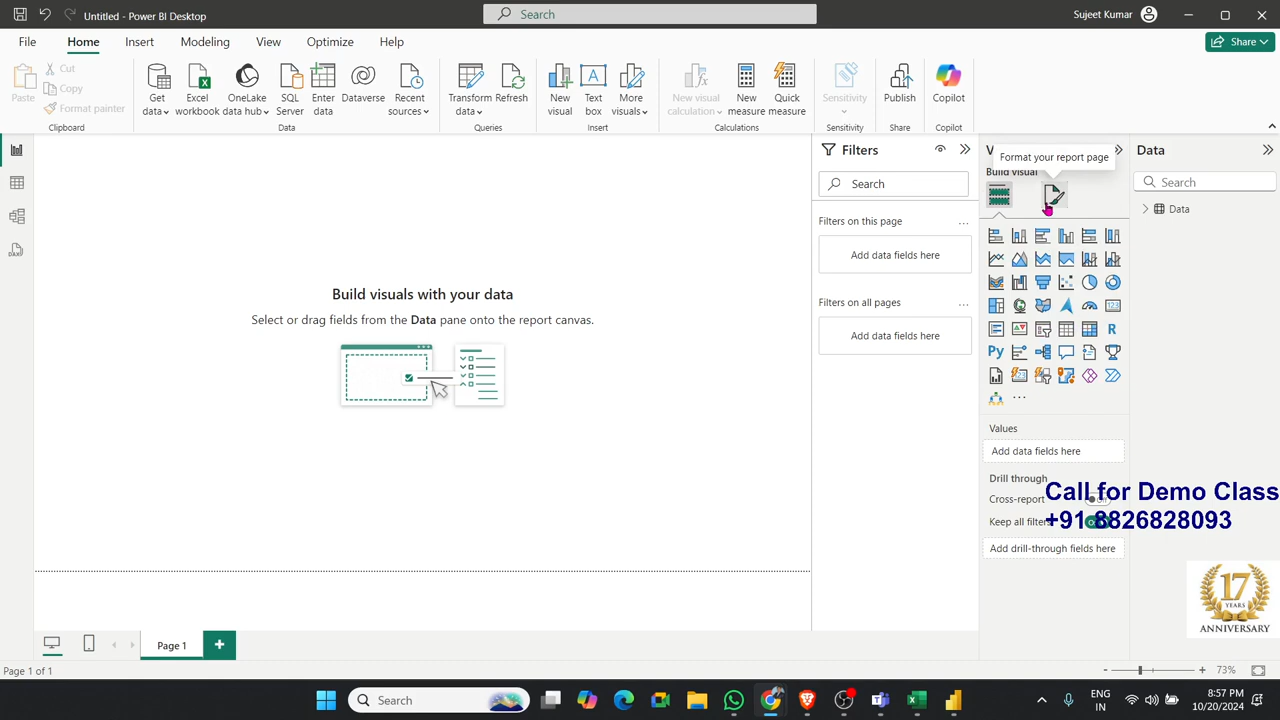 Untitled - Power BI Desktop
Search
Sujeet Kumar
File
Home
Insert
Modeling
View
Optimize
Help
Share
Paste
Cut
Copy
Format painter
Clipboard
Get data
Excel workbook
OneLake data hub
SQL Server
Enter data
Dataverse
Recent sources
Data
Transform data
Refresh
Queries
New visual
Text box
More visuals
Insert
New visual calculation
New measure
Quick measure
Calculations
Sensitivity
Sensitivity
Publish
Share
Copilot
Copilot
Filters
Search
Filters on this page
...
Add data fields here
Filters on all pages
...
Add data fields here
Format your report page
Build visual
123
R
Py
...
Values
Add data fields here
Drill through
Cross-report
Keep all filters
Add drill-through fields here
Data
Search
Data
Build visuals with your data
Select or drag fields from the Data pane onto the report canvas.
Call for Demo Class
+91 8826828093
17
YEARS
ANNIVERSARY
Page 1
+
Page 1 of 1
- + 73%
Search
ENG
IN
8:57 PM
10/20/2024